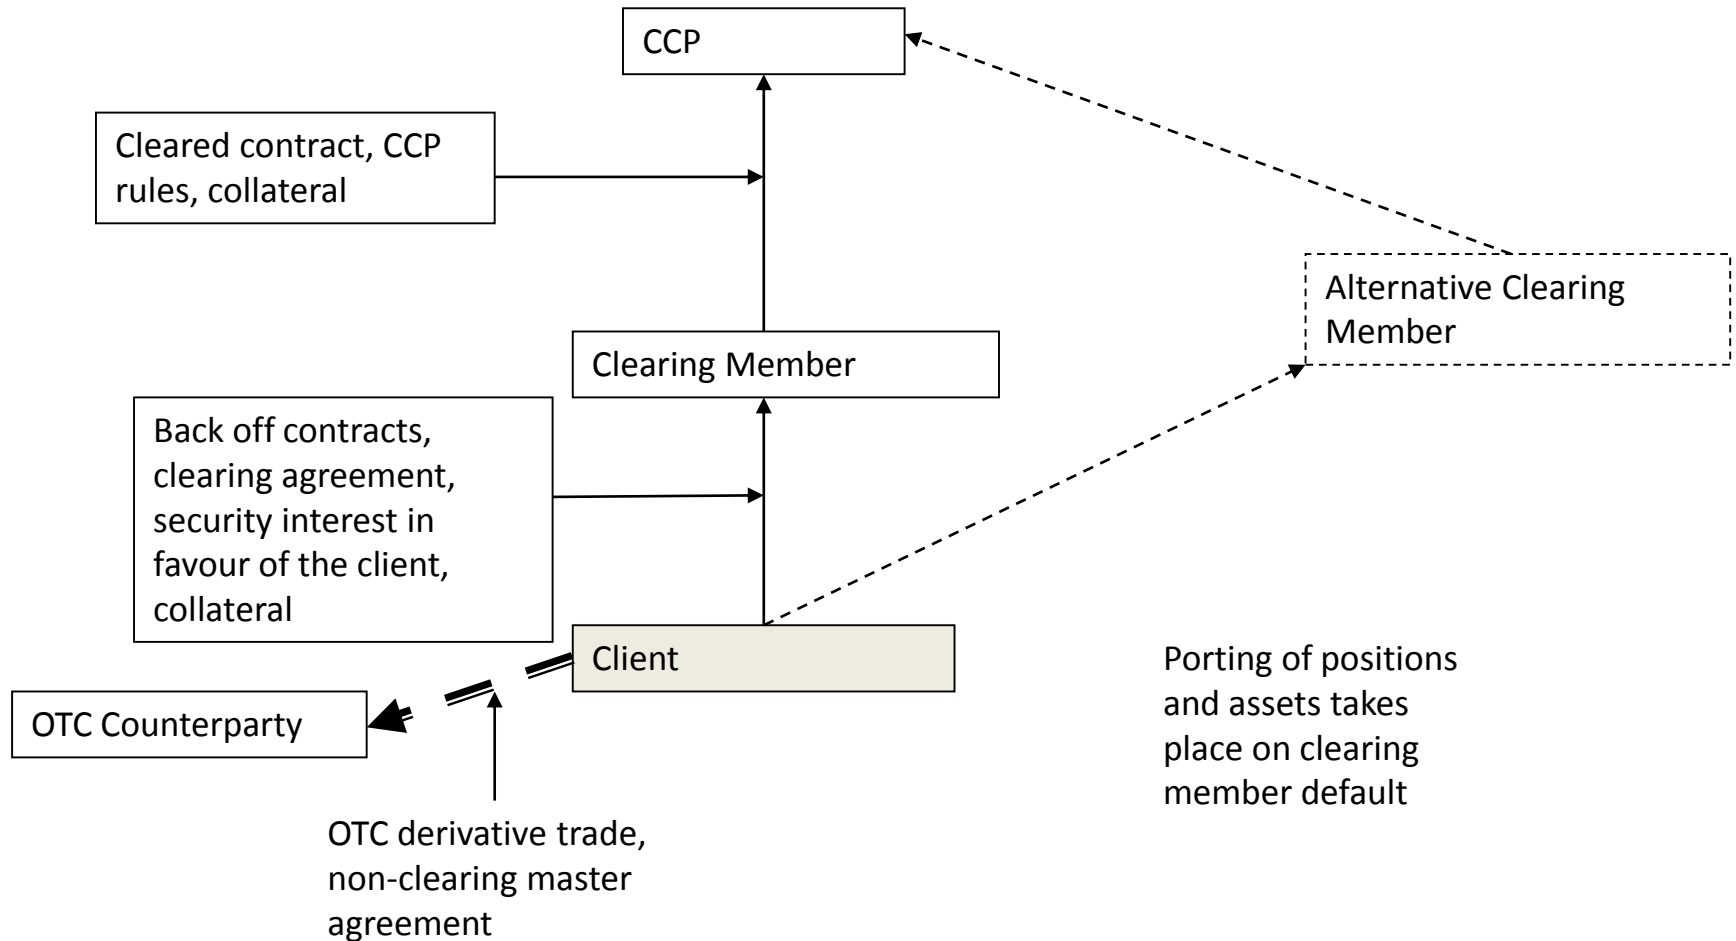 CCP
Cleared contract, CCP
rules, collateral
Alternative Clearing
Member
Clearing Member
Back off contracts,
clearing agreement,
security interest in
favour of the client,
collateral
Client
Porting of positions
and assets takes
place on clearing
member default
OTC Counterparty
OTC derivative trade,
non-clearing master
agreement